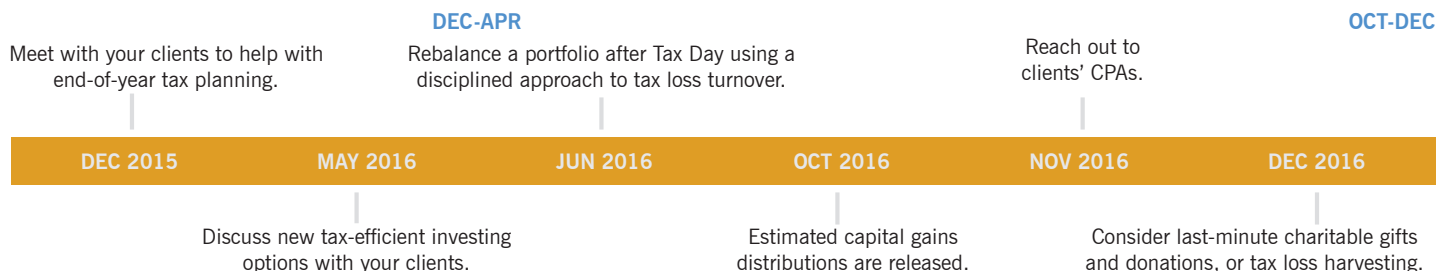 DEC-APR
OCT-DEC
Meet with your clients to help with
end-of-year tax planning.
Rebalance a portfolio after Tax Day using a
disciplined approach to tax loss turnover.
Reach out to
clients’ CPAs.
DEC 2015
MAY 2016
JUN 2016
OCT 2016
NOV 2016
DEC 2016
Discuss new tax-efficient investing
options with your clients.
Estimated capital gains
distributions are released.
Consider last-minute charitable gifts
and donations, or tax loss harvesting.